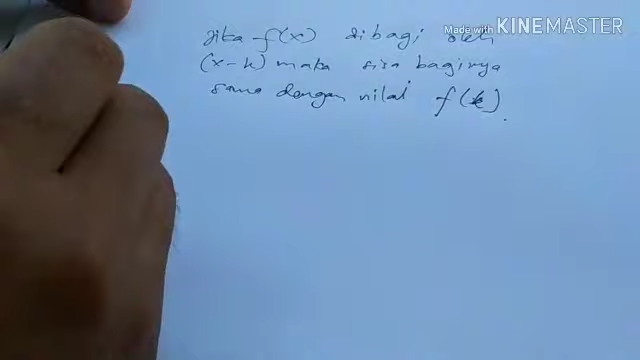 Made with KINEMASTER
Jika f(x) dibagi oleh
(x-k) maka sisa baginya
sama dengan nilai f(k).